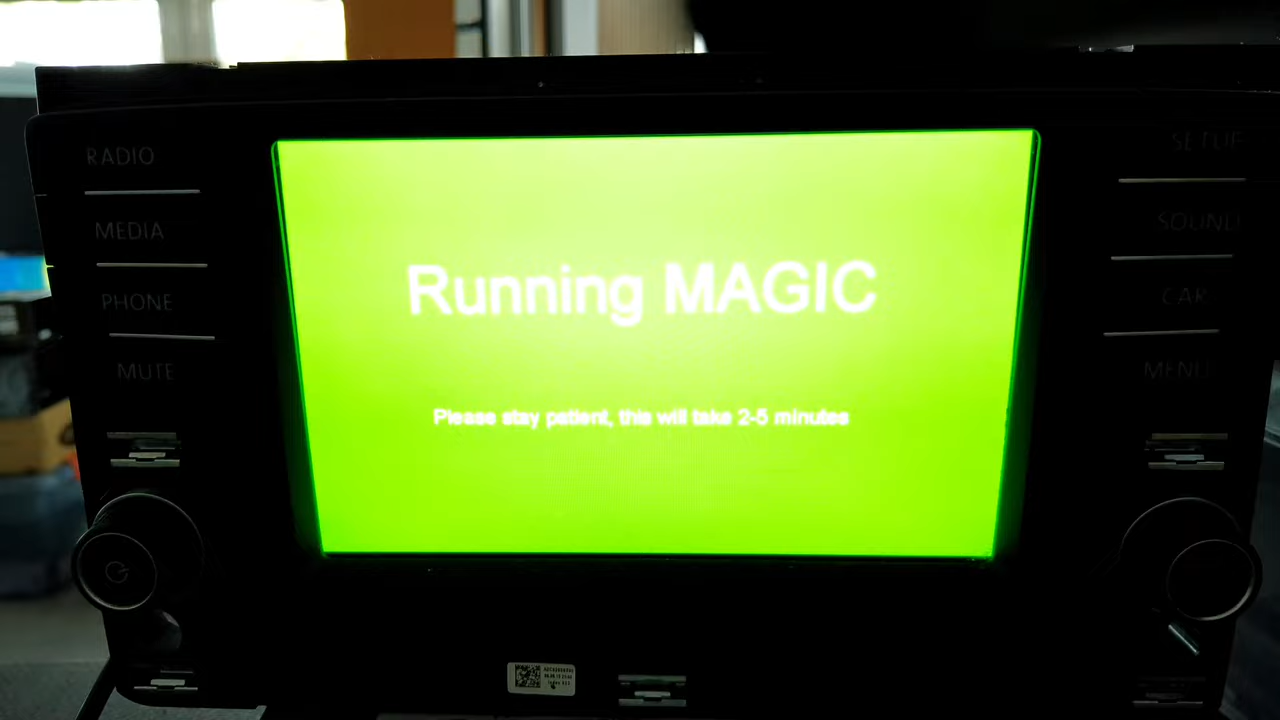 RADIO
MEDIA
PHONE
MUTE
Running MAGIC
Please stay patient, this will take 2-5 minutes
SETUP
SOUND
CAR
MENU